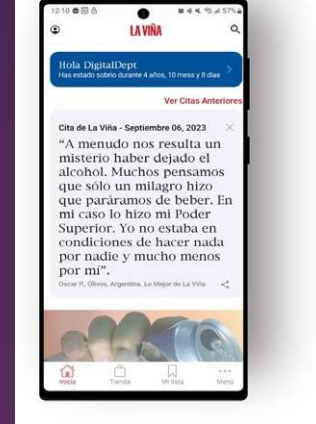 12:10
57%
LA VIÑA
Hola DigitalDept
Has estado sobrio durante 4 años, 10 mess y 8 dias
Ver Citas Anteriores
Cita de La Viña - Septiembre 06, 2023
“A menudo nos resulta un
misterio haber dejado el
alcohol. Muchos pensamos
que sólo un milagro hizo
que paráramos de beber. En
mi caso lo hizo mi Poder
Superior. Yo no estaba en
condiciones de hacer nada
por nadie y mucho menos
por mí”.
Oscar P., Olivos, Argentina. Lo Mejor de La Viña
Inicio
Tienda
Mi lista
Menú